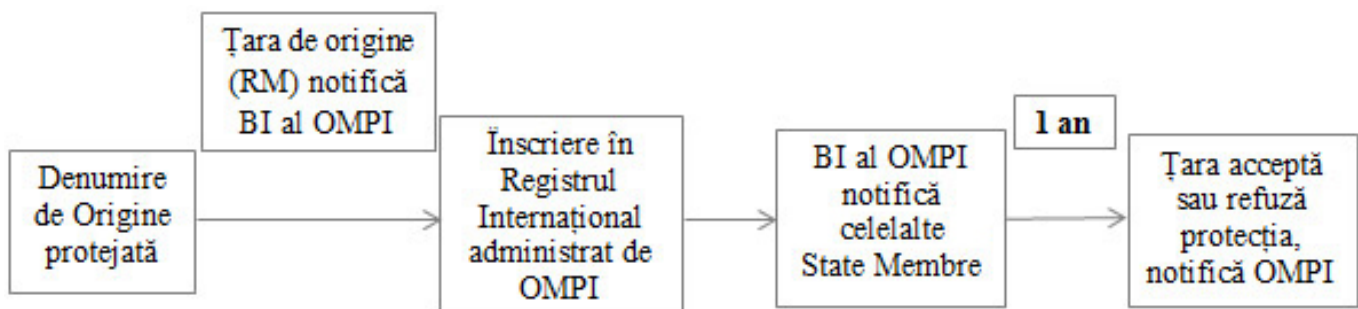 Denumire
de Origine
protejată
Țara de origine
(RM) notifică
BI al OMPI
Înscriere în
Registrul
Internațional
administrat de
OMPI
BI al OMPI
notifică
celelalte
State Membre
1 an
Țara acceptă
sau refuză
protecția,
notifică OMPI